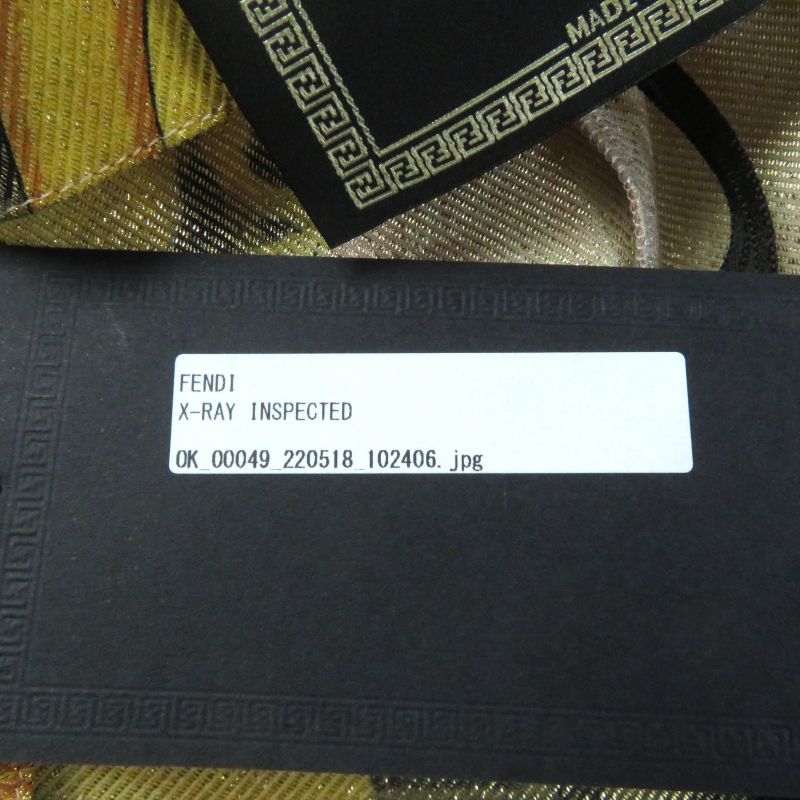 MADE
FENDI
X-RAY INSPECTED
OK_00049_220518_102406.jpg